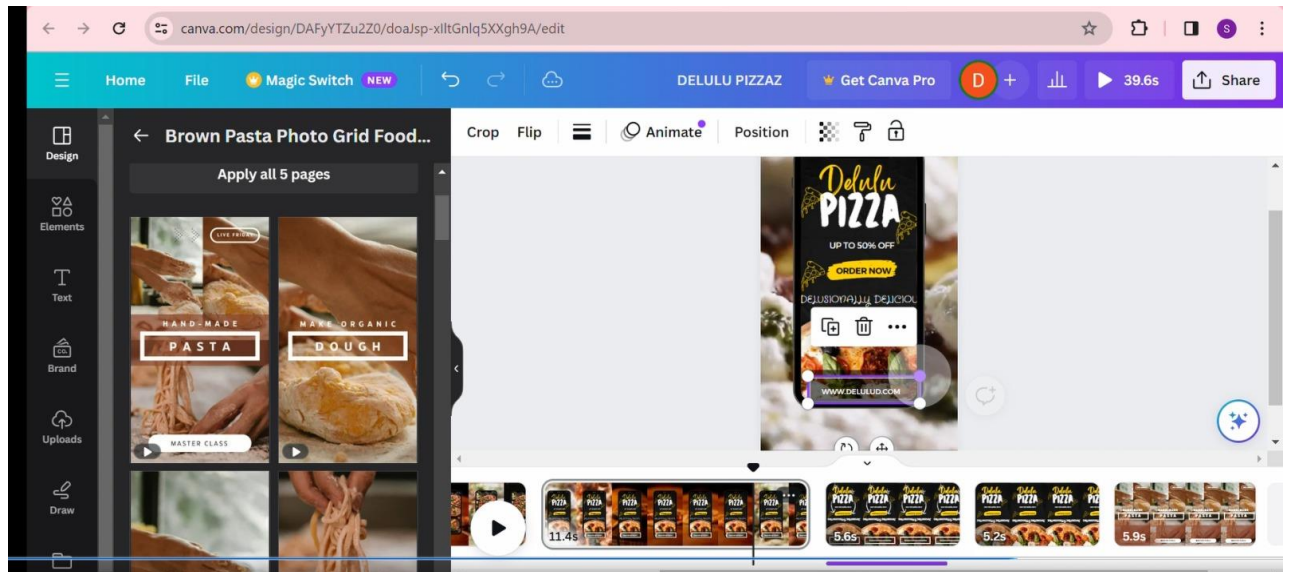 canva.com/design/DAFyYTZu2Z0/doaJsp-xlltGnlq5XXgh9A/edit
S
Home File Magic Switch NEW DELULU PIZZAZ Get Canva Pro D + 39.6s Share
Design
Brown Pasta Photo Grid Food...
Crop Flip Animate Position
Apply all 5 pages
Elements
Text
CO.
Brand
Uploads
Draw
LIVE FRIDAY
HAND-MADE
PASTA
MASTER CLASS
MAKE ORGANIC
DOUGH
Delulu
PIZZA
UP TO 50% OFF
ORDER NOW
DELUSIONALLY DELICIOU
WWW.DELULUD.COM
11.4s
5.6s
5.2s
5.9s